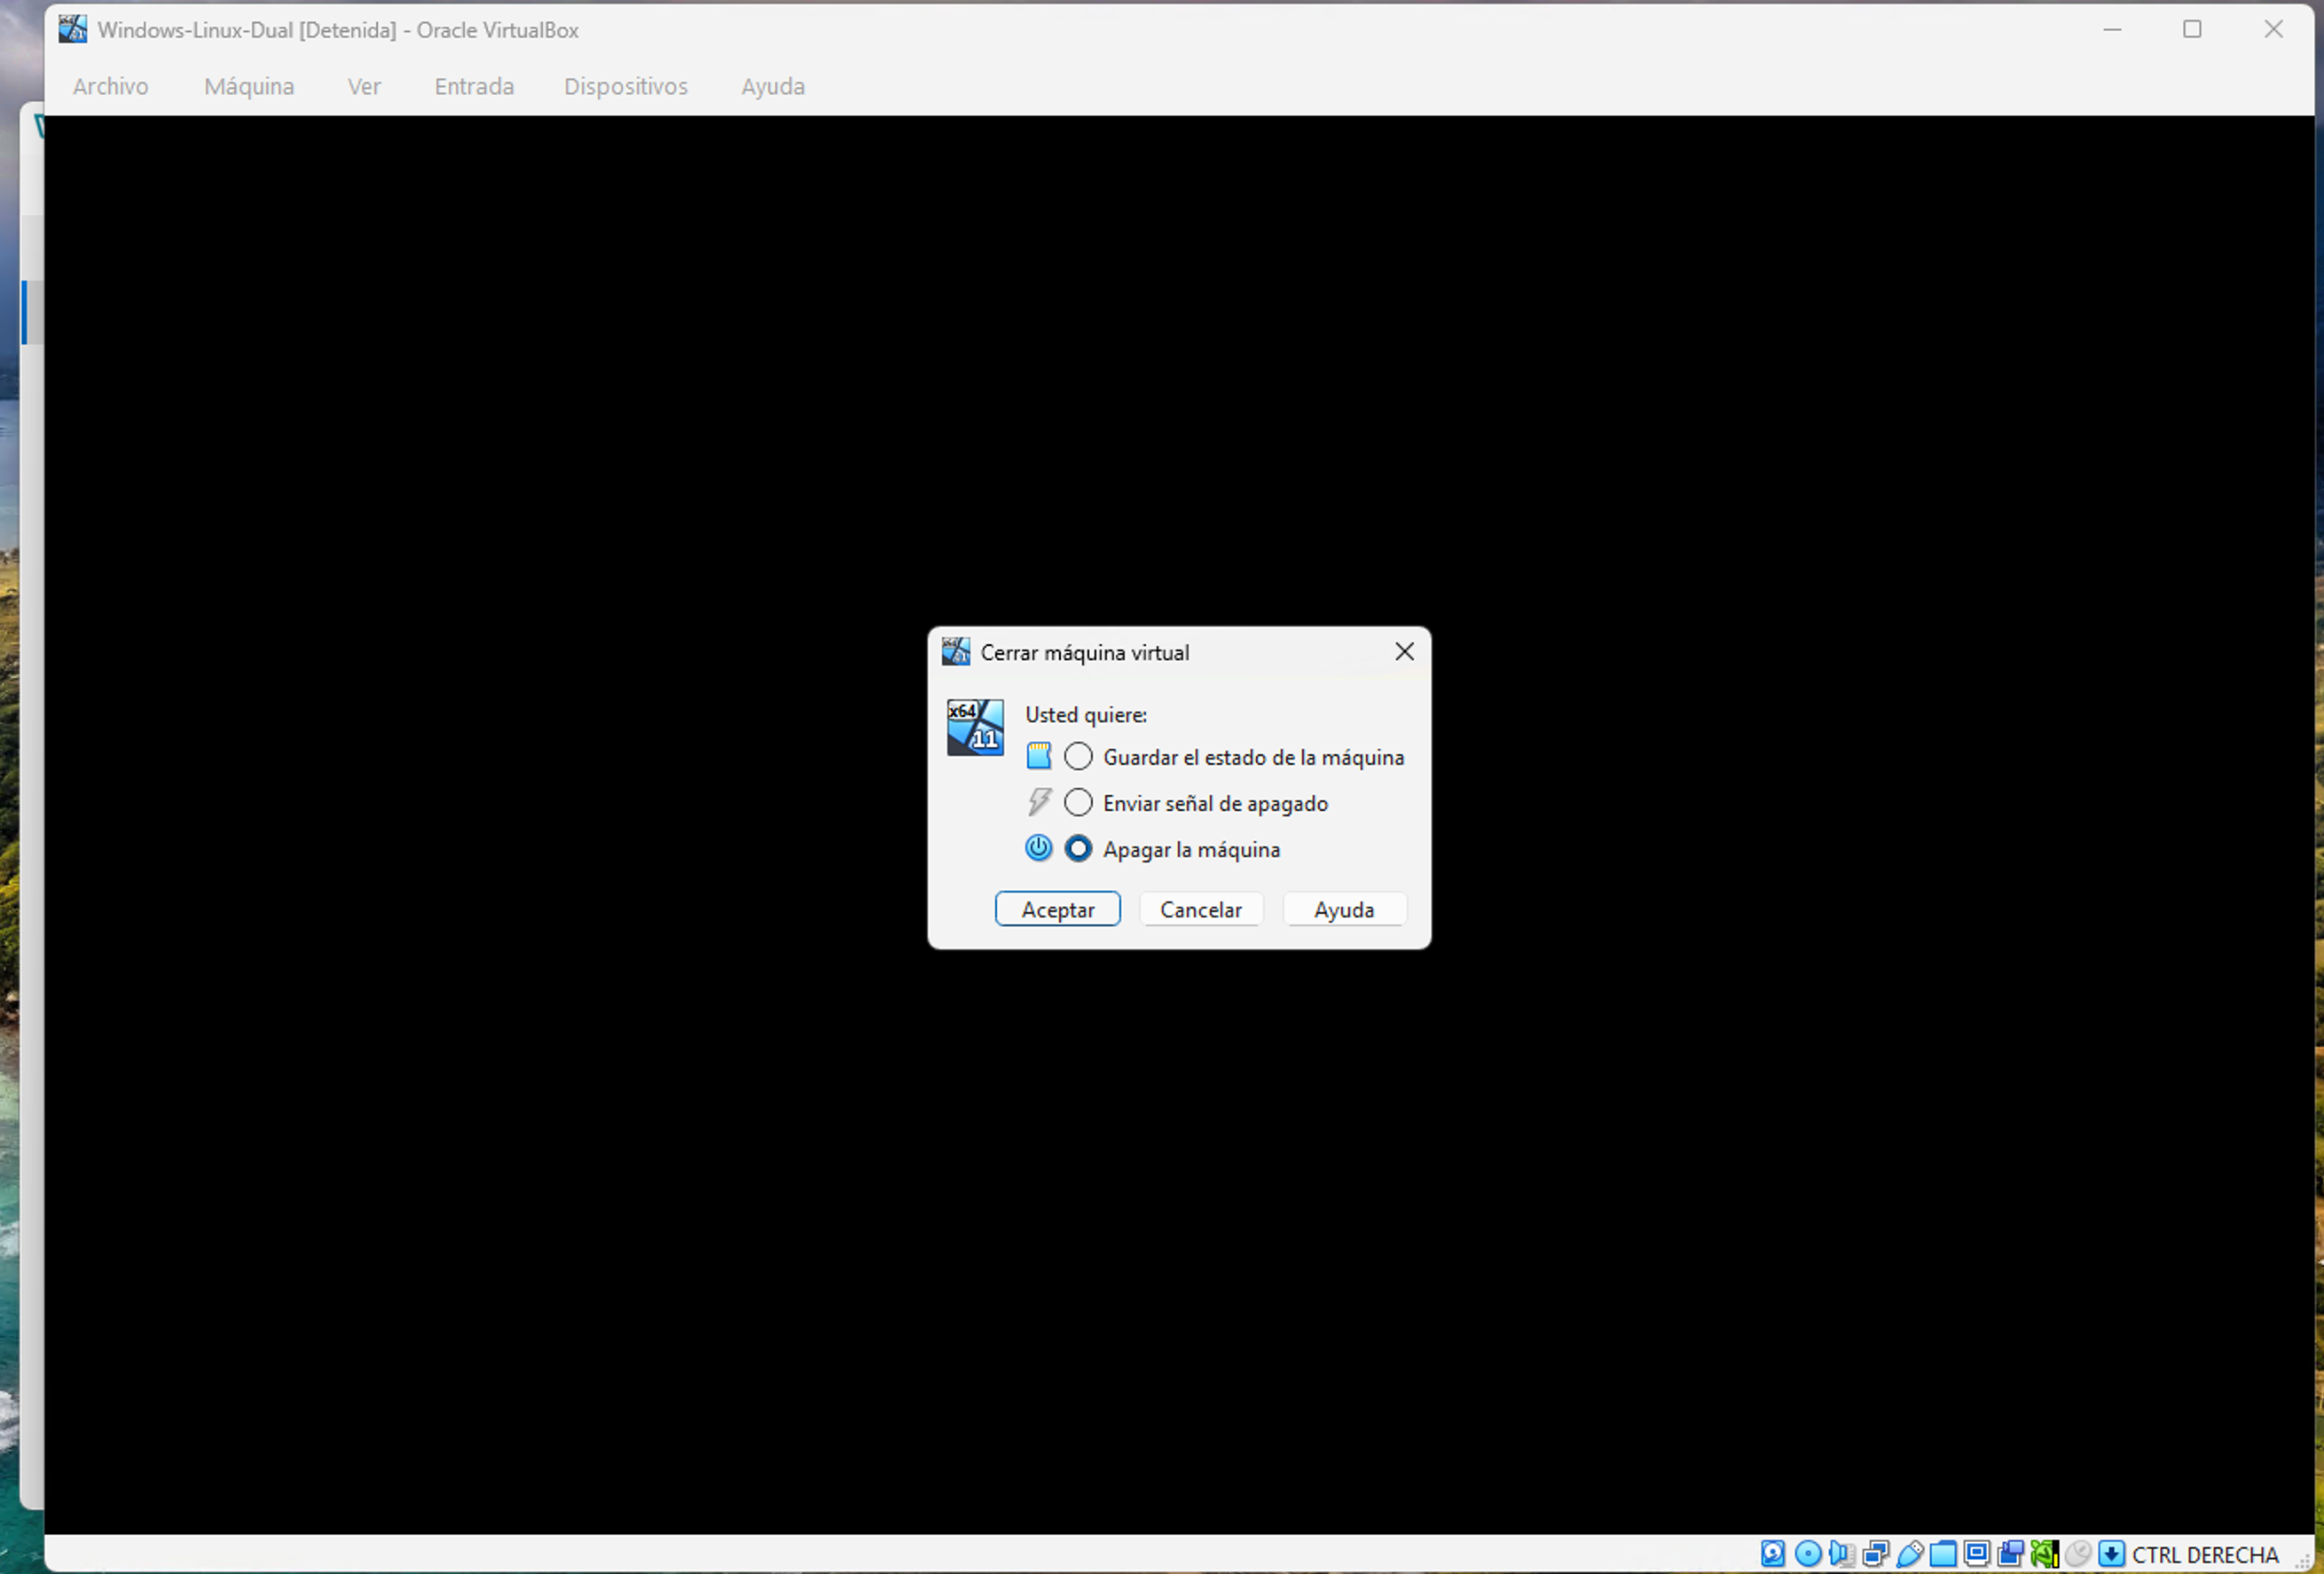 Windows-Linux-Dual [Detenida] - Oracle VirtualBox
Archivo Máquina Ver Entrada Dispositivos Ayuda
Cerrar máquina virtual
x64
11
Usted quiere:
Guardar el estado de la máquina
Enviar señal de apagado
Apagar la máquina
Aceptar Cancelar Ayuda
CTRL DERECHA